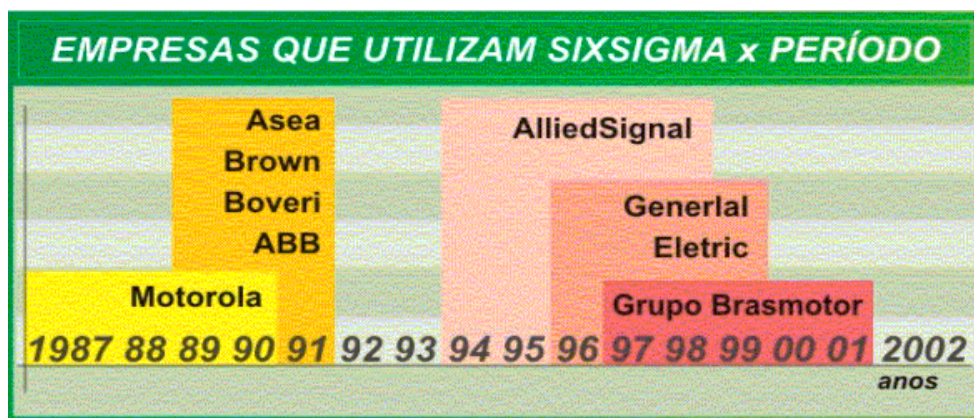 EMPRESAS QUE UTILIZAM SIXSIGMA x PERÍODO
Asea
Brown
Boveri
ABB
AlliedSignal
Generlal
Eletric
Motorola
Grupo Brasmotor
1987 88 89 90 91 92 93 94 95 96 97 98 99 00 01 2002
anos